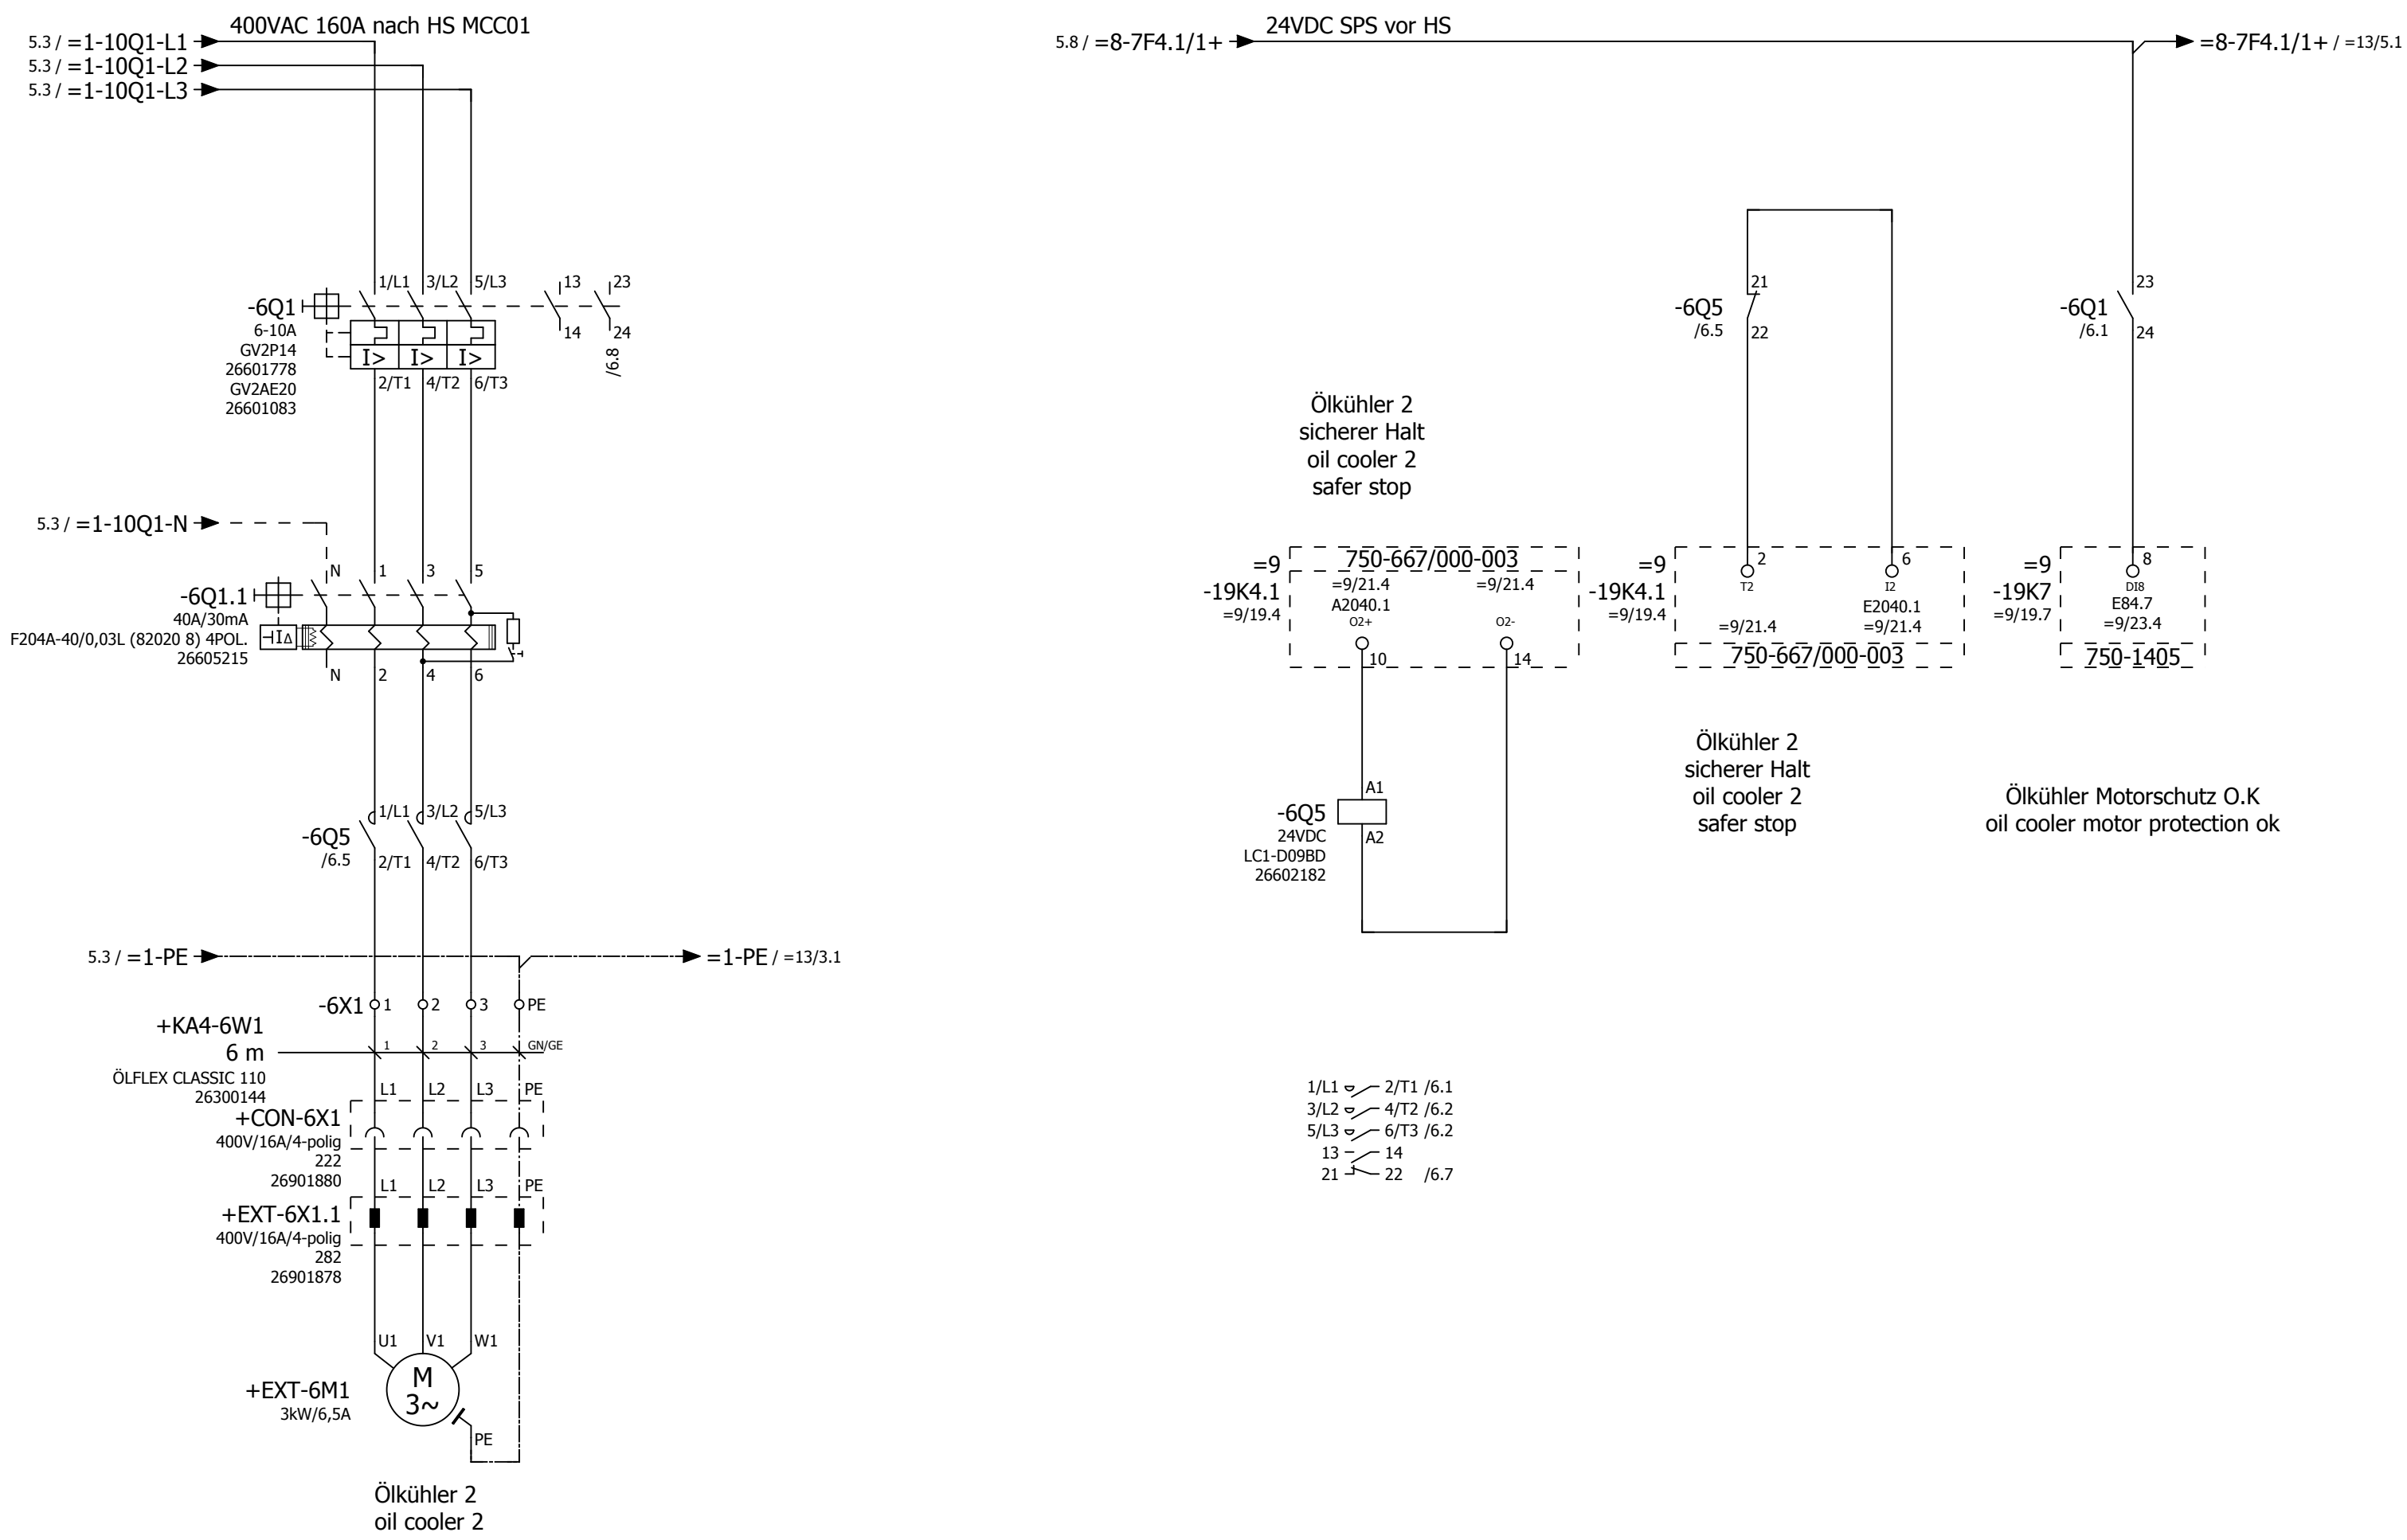 400VAC 160A nach HS MCC01
5.3 / =1-10Q1-L1
5.3 / =1-10Q1-L2
5.3 / =1-10Q1-L3
24VDC SPS vor HS
5.8 / =8-7F4.1/1+
=8-7F4.1/1+ / =13/5.1
1/L1 3/L2 5/L3 13 23
-6Q1
6-10A
GV2P14
26601778
GV2AE20
26601083
14 24
/6.8
I> I> I>
2/T1 4/T2 6/T3
21
-6Q5
/6.5
22
23
-6Q1
/6.1
24
Ölkühler 2
sicherer Halt
oil cooler 2
safer stop
5.3 / =1-10Q1-N
N 1 3 5
-6Q1.1
40A/30mA
F204A-40/0,03L (82020 8) 4POL.
26605215
I∆
N 2 4 6
=9
-19K4.1
=9/19.4
750-667/000-003
=9/21.4 =9/21.4
A2040.1
O2+ O2-
10 14
=9
-19K4.1
=9/19.4
2 6
T2 I2
E2040.1
=9/21.4 =9/21.4
750-667/000-003
=9
-19K7
=9/19.7
8
DI8
E84.7
=9/23.4
750-1405
1/L1 3/L2 5/L3
-6Q5
/6.5
2/T1 4/T2 6/T3
A1
-6Q5
24VDC
LC1-D09BD
26602182
A2
Ölkühler 2
sicherer Halt
oil cooler 2
safer stop
Ölkühler Motorschutz O.K
oil cooler motor protection ok
5.3 / =1-PE
=1-PE / =13/3.1
-6X1 1 2 3 PE
+KA4-6W1
6 m
ÖLFLEX CLASSIC 110
26300144
1 2 3 GN/GE
L1 L2 L3 PE
+CON-6X1
400V/16A/4-polig
222
26901880
L1 L2 L3 PE
+EXT-6X1.1
400V/16A/4-polig
282
26901878
1/L1 2/T1 /6.1
3/L2 4/T2 /6.2
5/L3 6/T3 /6.2
13 14
21 22 /6.7
U1 V1 W1
M
3~
+EXT-6M1
3kW/6,5A
PE
Ölkühler 2
oil cooler 2